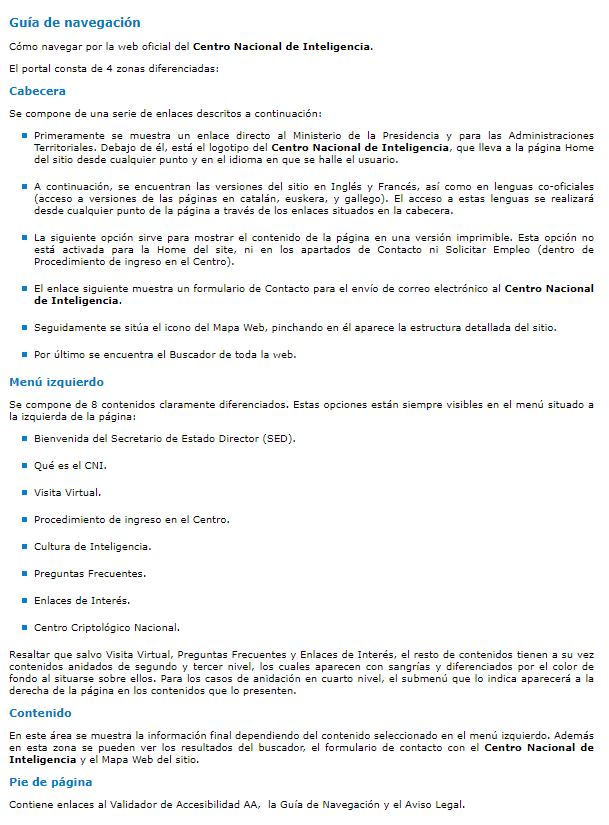 Guía de navegación
Cómo navegar por la web oficial del Centro Nacional de Inteligencia.
El portal consta de 4 zonas diferenciadas:
Cabecera
Se compone de una serie de enlaces descritos a continuación:
Primeramente se muestra un enlace directo al Ministerio de la Presidencia y para las Administraciones
Territoriales. Debajo de él, está el logotipo del Centro Nacional de Inteligencia, que lleva a la página Home
del sitio desde cualquier punto y en el idioma en que se halle el usuario.
A continuación, se encuentran las versiones del sitio en Inglés y Francés, así como en lenguas co-oficiales
(acceso a versiones de las páginas en catalán, euskera, y gallego). El acceso a estas lenguas se realizará
desde cualquier punto de la página a través de los enlaces situados en la cabecera.
La siguiente opción sirve para mostrar el contenido de la página en una versión imprimible. Esta opción no
está activada para la Home del site, ni en los apartados de Contacto ni Solicitar Empleo (dentro de
Procedimiento de ingreso en el Centro).
El enlace siguiente muestra un formulario de Contacto para el envío de correo electrónico al Centro Nacional
de Inteligencia.
Seguidamente se sitúa el icono del Mapa Web, pinchando en él aparece la estructura detallada del sitio.
Por último se encuentra el Buscador de toda la web.
Menú izquierdo
Se compone de 8 contenidos claramente diferenciados. Estas opciones están siempre visibles en el menú situado a
la izquierda de la página:
Bienvenida del Secretario de Estado Director (SED).
Qué es el CNI.
Visita Virtual.
Procedimiento de ingreso en el Centro.
Cultura de Inteligencia.
Preguntas Frecuentes.
Enlaces de Interés.
Centro Criptológico Nacional.
Resaltar que salvo Visita Virtual, Preguntas Frecuentes y Enlaces de Interés, el resto de contenidos tienen a su vez
contenidos anidados de segundo y tercer nivel, los cuales aparecen con sangrías y diferenciados por el color de
fondo al situarse sobre ellos. Para los casos de anidación en cuarto nivel, el submenú que lo indica aparecerá a la
derecha de la página en los contenidos que lo presenten.
Contenido
En este área se muestra la información final dependiendo del contenido seleccionado en el menú izquierdo. Además
en esta zona se pueden ver los resultados del buscador, el formulario de contacto con el Centro Nacional de
Inteligencia y el Mapa Web del sitio.
Pie de página
Contiene enlaces al Validador de Accesibilidad AA, la Guía de Navegación y el Aviso Legal.